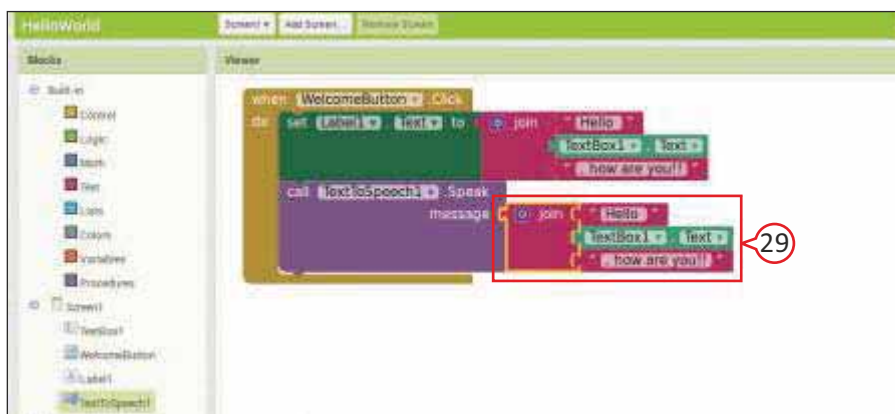 HelloWorld
Screen1 Add Screen... Remove Screen
Blocks
Viewer
Built-in
Control
Logic
Math
Text
Lists
Colors
Variables
Procedures
Screen1
TextBox1
WelcomeButton
Label1
TextToSpeech1
when WelcomeButton .Click
do set Label1 . Text to join " Hello "
TextBox1 . Text
" , how are you!! "
call TextToSpeech1 .Speak
message join " Hello "
TextBox1 . Text
" , how are you!! "
29